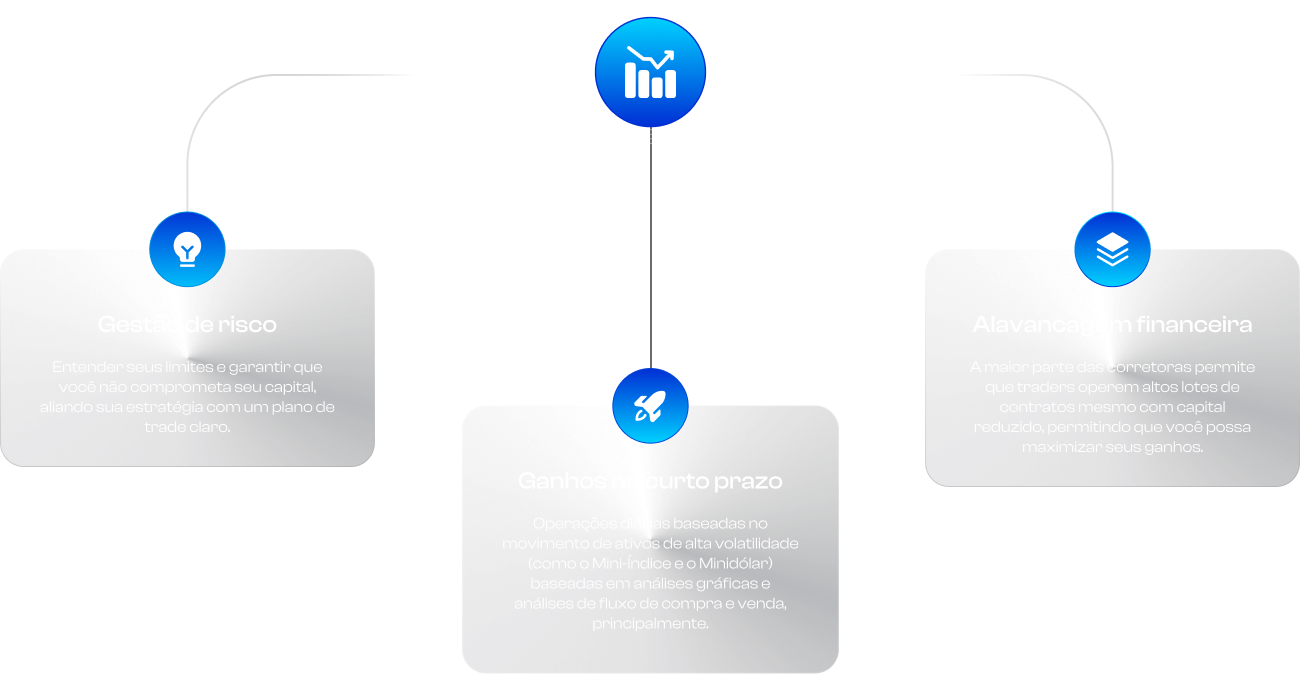 Gestão de risco
Entender seus limites e garantir que
você não comprometa seu capital,
aliando sua estratégia com um plano de
trade claro.
Ganhos no curto prazo
Operações diárias baseadas no
movimento de ativos de alta volatilidade
(como o Mini-Índice e o Minidólar)
baseadas em análises gráficas e
análises de fluxo de compra e venda,
principalmente.
Alavancagem financeira
A maior parte das corretoras permite
que traders operem altos lotes de
contratos mesmo com capital
reduzido, permitindo que você possa
maximizar seus ganhos.